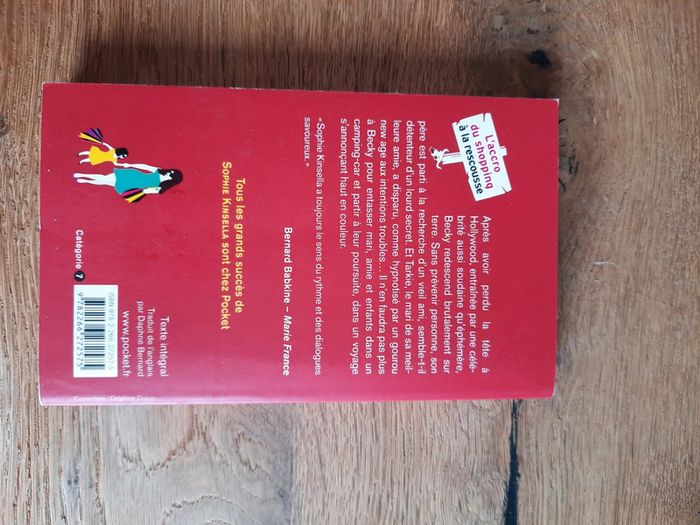 L'accro
du shopping
à la rescousse
Après avoir perdu la tête à
Hollywood entraînée par une célé-
brité aussi soudaine qu'éphémère,
Becky redescend brutalement sur
terre. Sans prévenir personne, son
père est parti à la recherche d'un vieil ami, semble-t-il
détenteur d'un lourd secret. Et Tarkie, le mari de sa meil-
leure amie, a disparu, comme hypnotisé par un gourou
new age aux intentions troubles... Il n'en faudra pas plus
à Becky pour entasser mari, amie et enfants dans un
camping-car et partir à leur poursuite, dans un voyage
s'annonçant haut en couleur.
« Sophie Kinsella a toujours le sens du rythme et des dialogues
savoureux. »
Bernard Babkine – Marie France
Tous les grands succès de
SOPHIE KINSELLA sont chez Pocket
Texte intégral
Traduit de l'anglais
par Daphné Bernard
www.pocket.fr
Catégorie 7
9 782266 272575